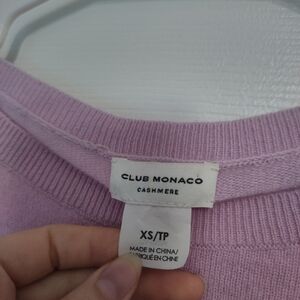 CLUB MONACO
CASHMERE
XS/TP
MADE IN CHINA/
FABRIQUÉ EN CHINE